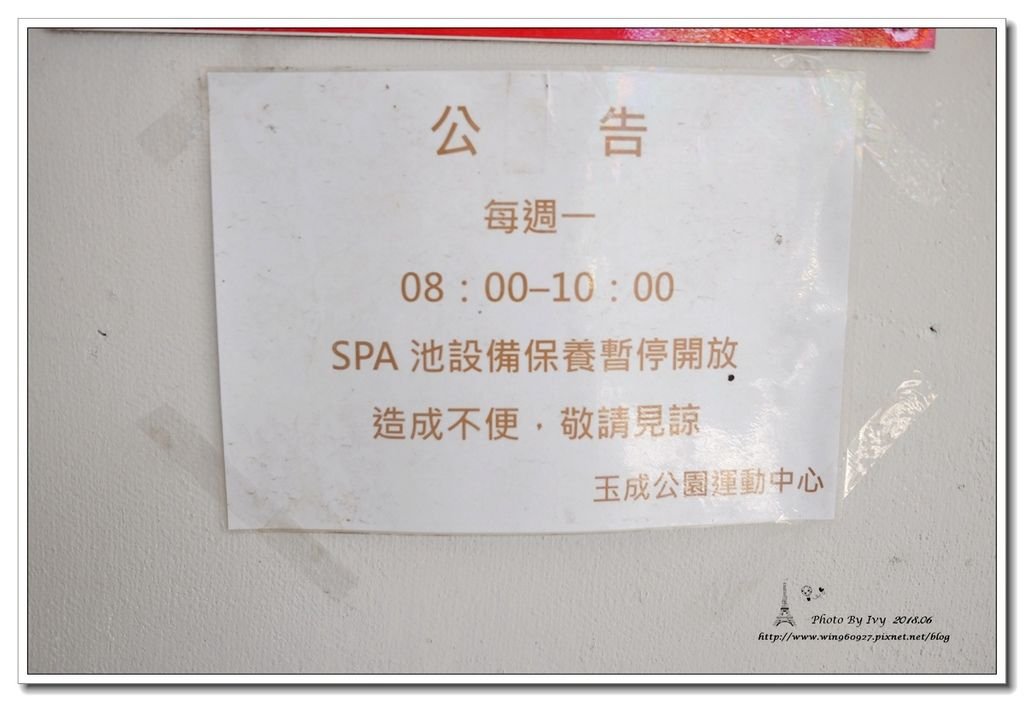 公 告
每週一
08：00–10：00
SPA 池設備保養暫停開放
造成不便，敬請見諒
玉成公園運動中心
Photo By Ivy 2018.06
http://www.win960927.pixnet.net/blog